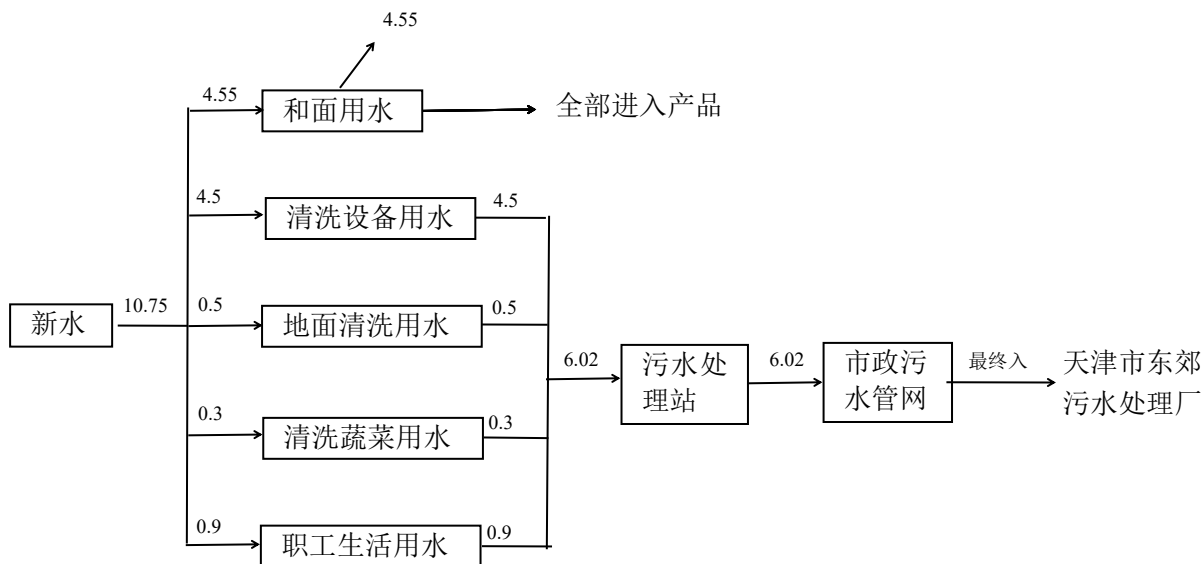 4.55
4.55
和面用水
全部进入产品
4.5
清洗设备用水
4.5
新水
10.75
0.5
地面清洗用水
0.5
6.02
污水处
理站
6.02
市政污
水管网
最终入
天津市东郊
污水处理厂
0.3
清洗蔬菜用水
0.3
0.9
职工生活用水
0.9